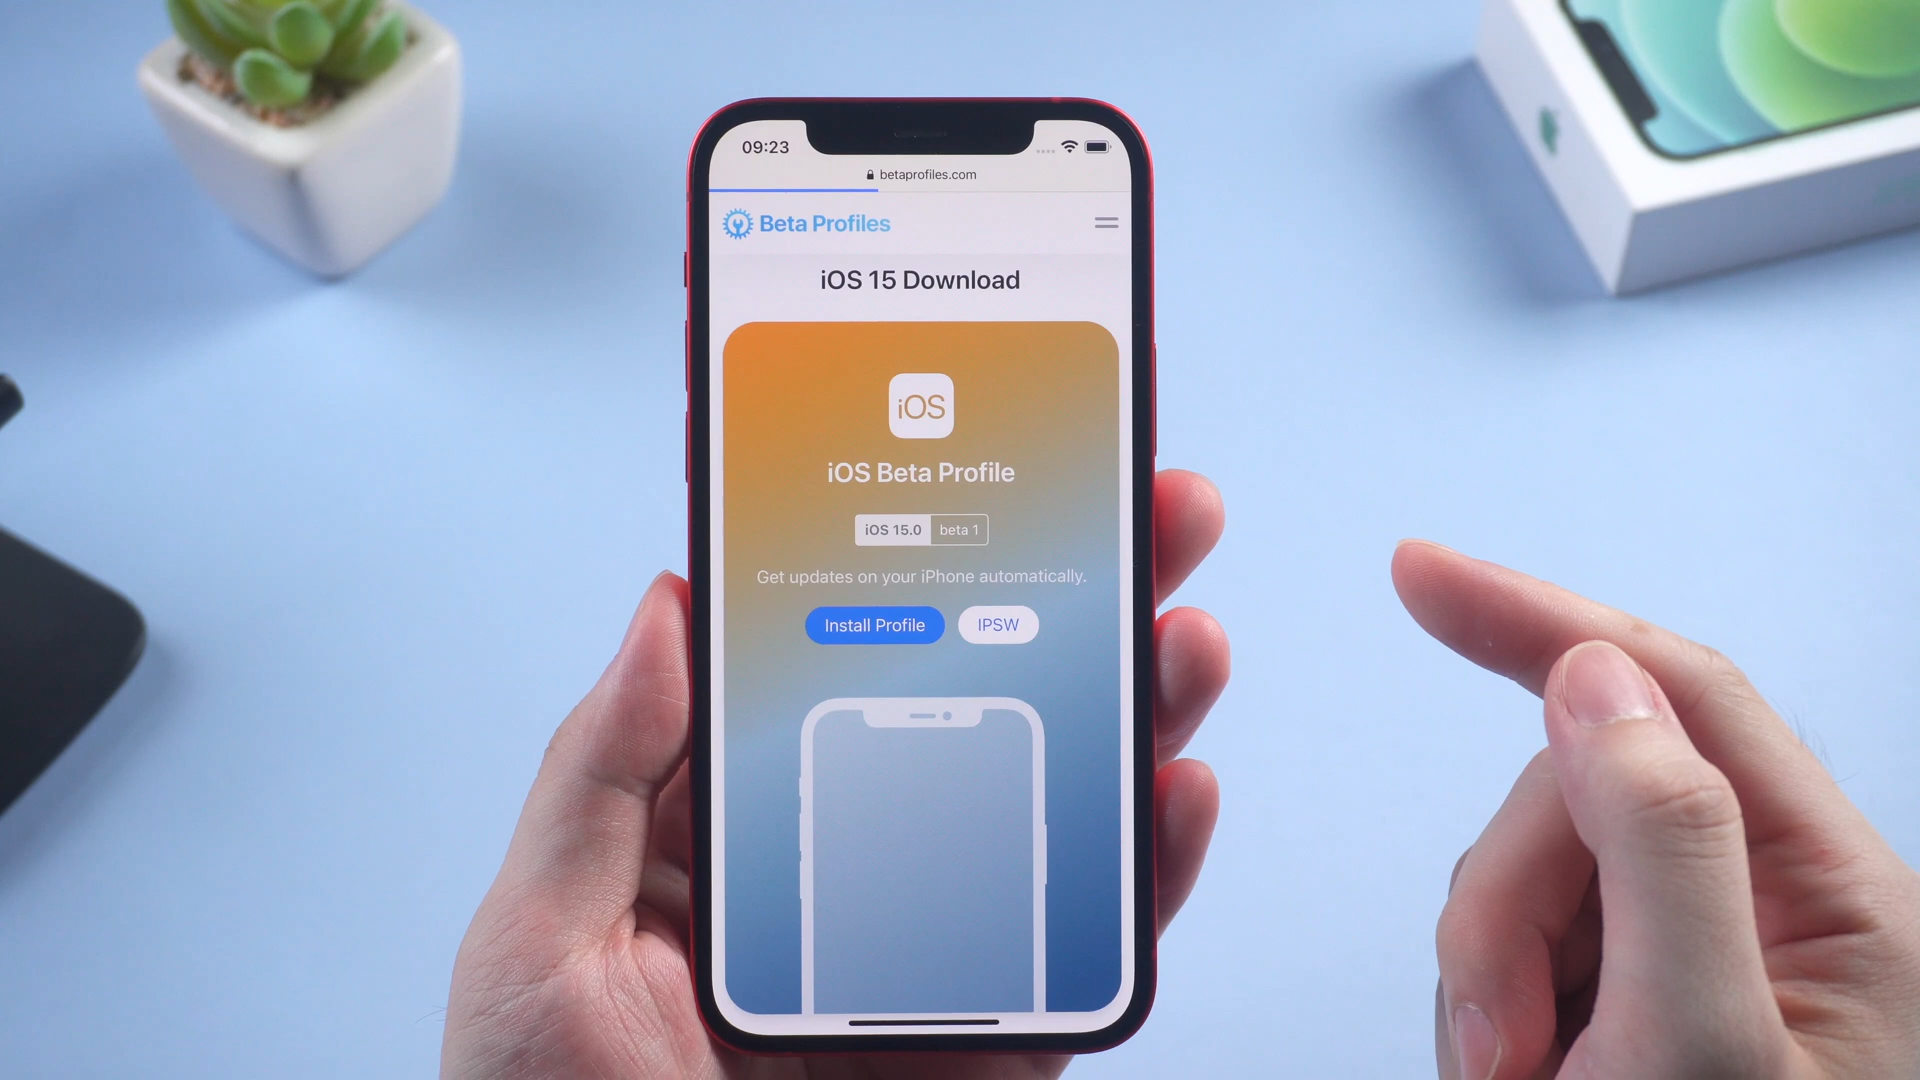 09:23
betaprofiles.com
Beta Profiles
iOS 15 Download
iOS
iOS Beta Profile
iOS 15.0 beta 1
Get updates on your iPhone automatically.
Install Profile IPSW